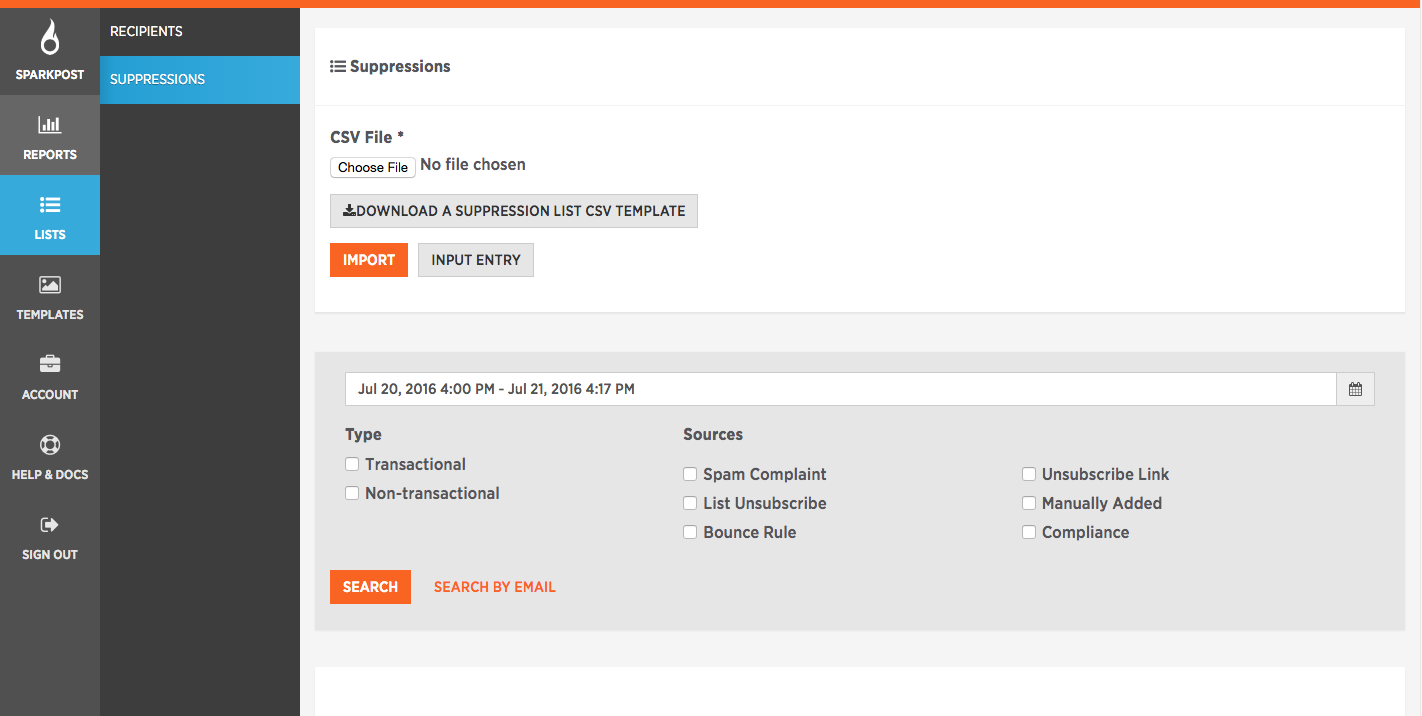 SPARKPOST
REPORTS
LISTS
TEMPLATES
ACCOUNT
HELP & DOCS
SIGN OUT
RECIPIENTS
SUPPRESSIONS
Suppressions
CSV File *
Choose File No file chosen
DOWNLOAD A SUPPRESSION LIST CSV TEMPLATE
IMPORT INPUT ENTRY
Jul 20, 2016 4:00 PM - Jul 21, 2016 4:17 PM
Type
Transactional
Non-transactional
Sources
Spam Complaint
List Unsubscribe
Bounce Rule
Unsubscribe Link
Manually Added
Compliance
SEARCH SEARCH BY EMAIL